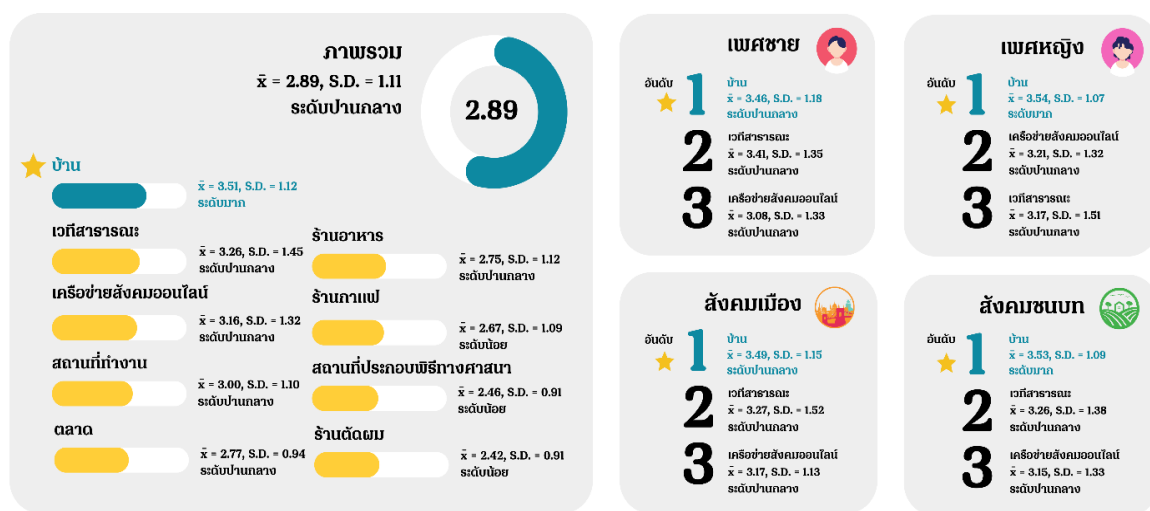 ภาพรวม
x̄ = 2.89, S.D. = 1.11
ระดับปานกลาง
2.89
บ้าน
x̄ = 3.51, S.D. = 1.12
ระดับมาก
เวทีสาธารณะ
x̄ = 3.26, S.D. = 1.45
ระดับปานกลาง
เครือข่ายสังคมออนไลน์
x̄ = 3.16, S.D. = 1.32
ระดับปานกลาง
สถานที่ทำงาน
x̄ = 3.00, S.D. = 1.10
ระดับปานกลาง
ตลาด
x̄ = 2.77, S.D. = 0.94
ระดับปานกลาง
ร้านอาหาร
x̄ = 2.75, S.D. = 1.12
ระดับปานกลาง
ร้านกาแฟ
x̄ = 2.67, S.D. = 1.09
ระดับน้อย
สถานที่ประกอบพิธีทางศาสนา
x̄ = 2.46, S.D. = 0.91
ระดับน้อย
ร้านตัดผม
x̄ = 2.42, S.D. = 0.91
ระดับน้อย
เพศชาย
อันดับ
1
บ้าน
x̄ = 3.46, S.D. = 1.18
ระดับปานกลาง
2
เวทีสาธารณะ
x̄ = 3.41, S.D. = 1.35
ระดับปานกลาง
3
เครือข่ายสังคมออนไลน์
x̄ = 3.08, S.D. = 1.33
ระดับปานกลาง
เพศหญิง
อันดับ
1
บ้าน
x̄ = 3.54, S.D. = 1.07
ระดับมาก
2
เครือข่ายสังคมออนไลน์
x̄ = 3.21, S.D. = 1.32
ระดับปานกลาง
3
เวทีสาธารณะ
x̄ = 3.17, S.D. = 1.51
ระดับปานกลาง
สังคมเมือง
อันดับ
1
บ้าน
x̄ = 3.49, S.D. = 1.15
ระดับปานกลาง
2
เวทีสาธารณะ
x̄ = 3.27, S.D. = 1.52
ระดับปานกลาง
3
เครือข่ายสังคมออนไลน์
x̄ = 3.17, S.D. = 1.13
ระดับปานกลาง
สังคมชนบท
อันดับ
1
บ้าน
x̄ = 3.53, S.D. = 1.09
ระดับมาก
2
เวทีสาธารณะ
x̄ = 3.26, S.D. = 1.38
ระดับปานกลาง
3
เครือข่ายสังคมออนไลน์
x̄ = 3.15, S.D. = 1.33
ระดับปานกลาง